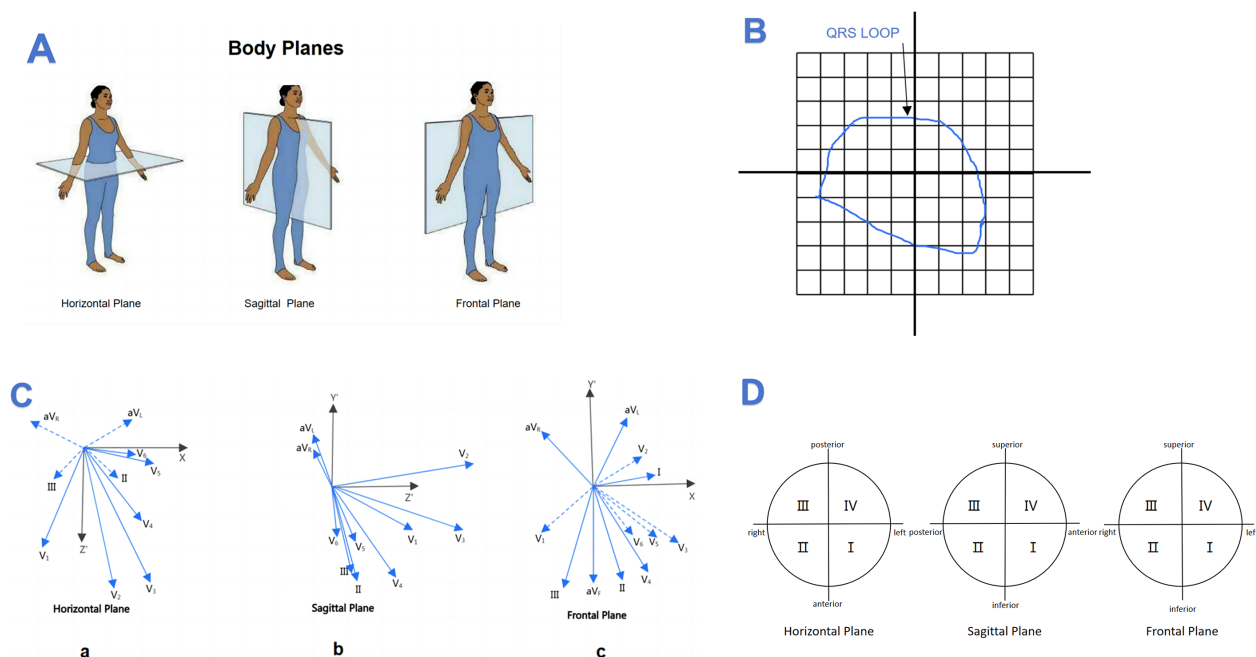 A
Body Planes
Horizontal Plane
Sagittal Plane
Frontal Plane
B
QRS LOOP
C
aVR
aVL
X
V6
V5
II
III
V4
Z'
V1
V2
V3
Horizontal Plane
a
Y'
aVL
aVR
V2
Z'
V6
V5
V1
V3
III
II
V4
Sagittal Plane
b
Y'
aVL
aVR
V2
I
X
V1
V6
V5
V3
V4
III
aVF
II
Frontal Plane
c
D
posterior
III IV
right left
II I
anterior
Horizontal Plane
superior
III IV
posterior anterior
II I
inferior
Sagittal Plane
superior
III IV
right left
II I
inferior
Frontal Plane